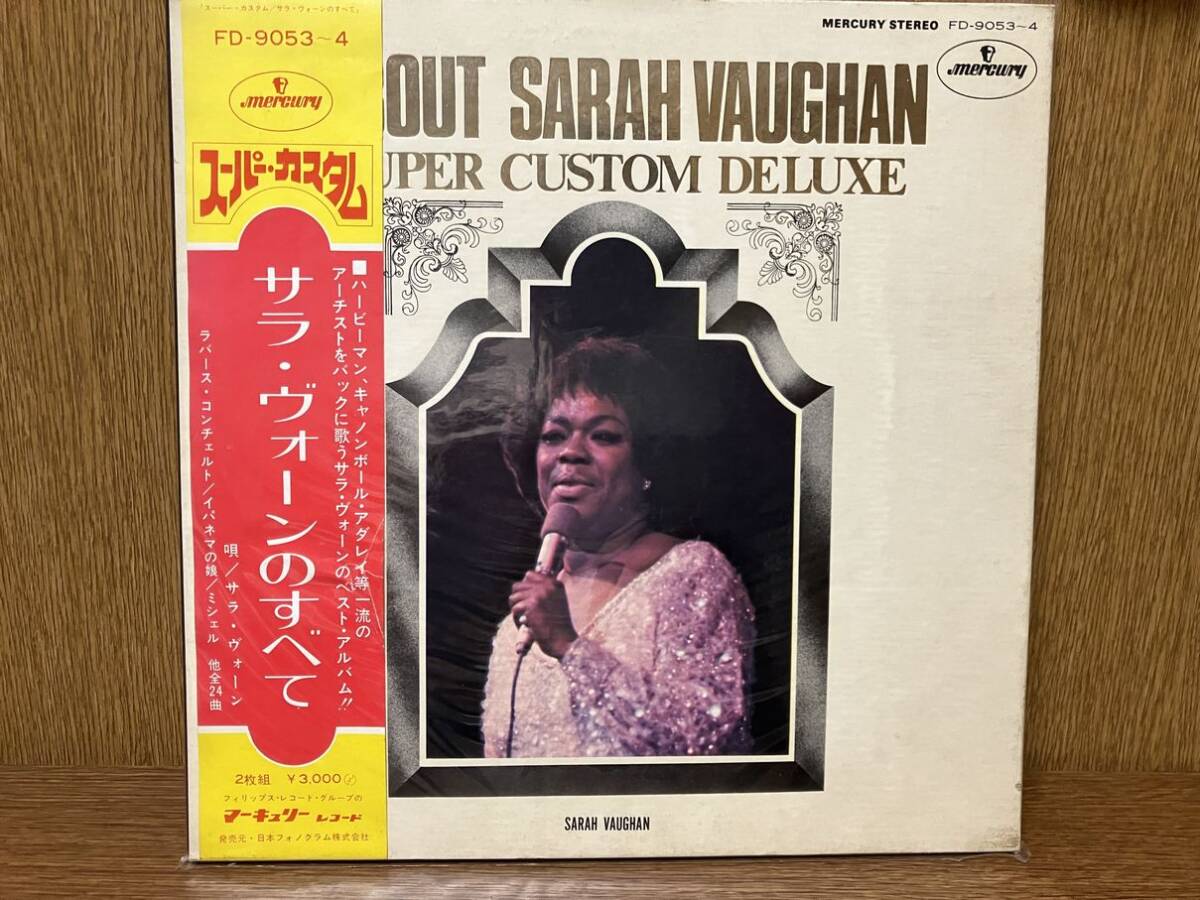 「スーパー・カスタム/サラ・ヴォーンのすべて」
FD-9053～4
mercury
スーパー・カスタム
■ハービーマン、キャノンボール・アダレイ等一流の
アーチストをバックに歌うサラ・ヴォーンのベスト・アルバム!!
サラ・ヴォーンのすべて
唄/サラ・ヴォーン
ラバース・コンチェルト/イパネマの娘/ミシェル 他全24曲
2枚組 ¥3,000
フィリップス・レコード・グループの
マーキュリー レコード
発売元・日本フォノグラム株式会社
MERCURY STEREO FD-9053～4
mercury
BOUT SARAH VAUGHAN
UPER CUSTOM DELUXE
SARAH VAUGHAN